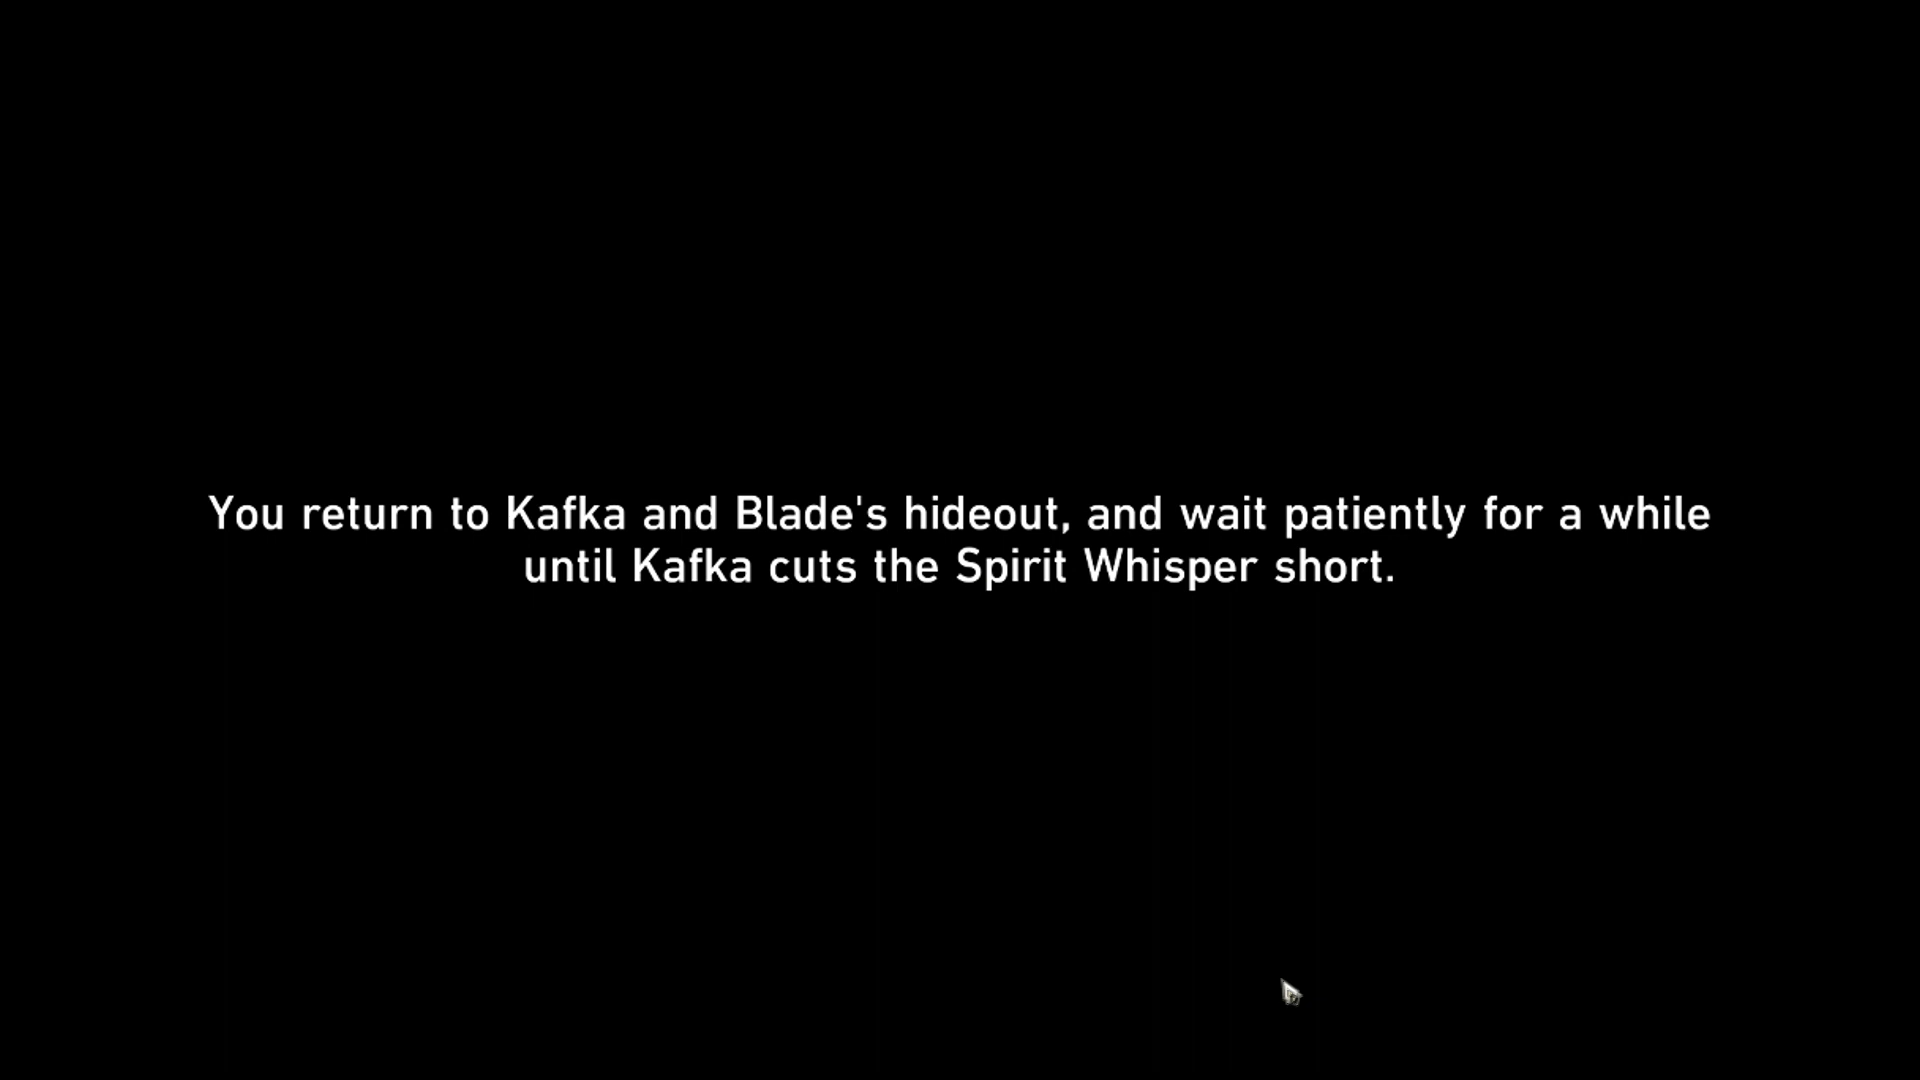 You return to Kafka and Blade's hideout, and wait patiently for a while
until Kafka cuts the Spirit Whisper short.